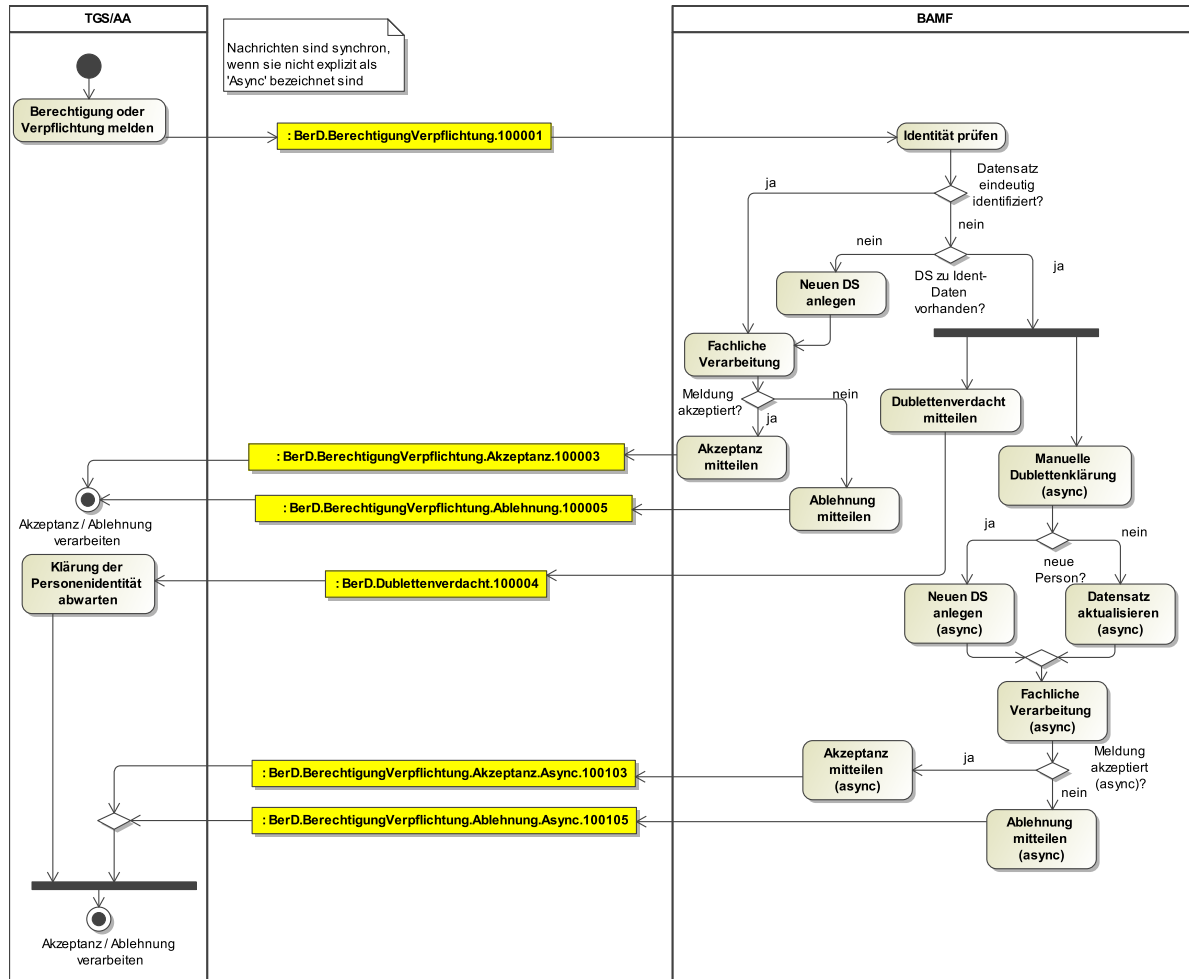 TGS/AA
BAMF
Nachrichten sind synchron,
wenn sie nicht explizit als
'Async' bezeichnet sind
Berechtigung oder
Verpflichtung melden
: BerD.BerechtigungVerpflichtung.100001
Identität prüfen
Datensatz
eindeutig
identifiziert?
ja
nein
nein
ja
DS zu Ident-
Daten
vorhanden?
Neuen DS
anlegen
Fachliche
Verarbeitung
Meldung
akzeptiert?
nein
ja
Dublettenverdacht
mitteilen
: BerD.BerechtigungVerpflichtung.Akzeptanz.100003
Akzeptanz
mitteilen
Manuelle
Dublettenklärung
(async)
: BerD.BerechtigungVerpflichtung.Ablehnung.100005
Ablehnung
mitteilen
Akzeptanz / Ablehnung
verarbeiten
ja
nein
neue
Person?
Klärung der
Personenidentität
abwarten
: BerD.Dublettenverdacht.100004
Neuen DS
anlegen
(async)
Datensatz
aktualisieren
(async)
Fachliche
Verarbeitung
(async)
Meldung
akzeptiert
(async)?
ja
nein
: BerD.BerechtigungVerpflichtung.Akzeptanz.Async.100103
Akzeptanz
mitteilen
(async)
: BerD.BerechtigungVerpflichtung.Ablehnung.Async.100105
Ablehnung
mitteilen
(async)
Akzeptanz / Ablehnung
verarbeiten